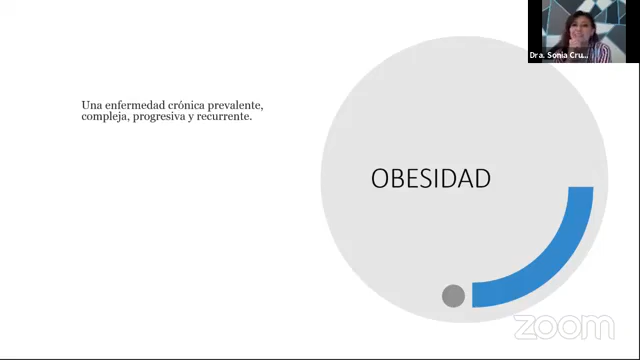 Dra. Sonia Cru...
Una enfermedad crónica prevalente,
compleja, progresiva y recurrente.
OBESIDAD
zoom